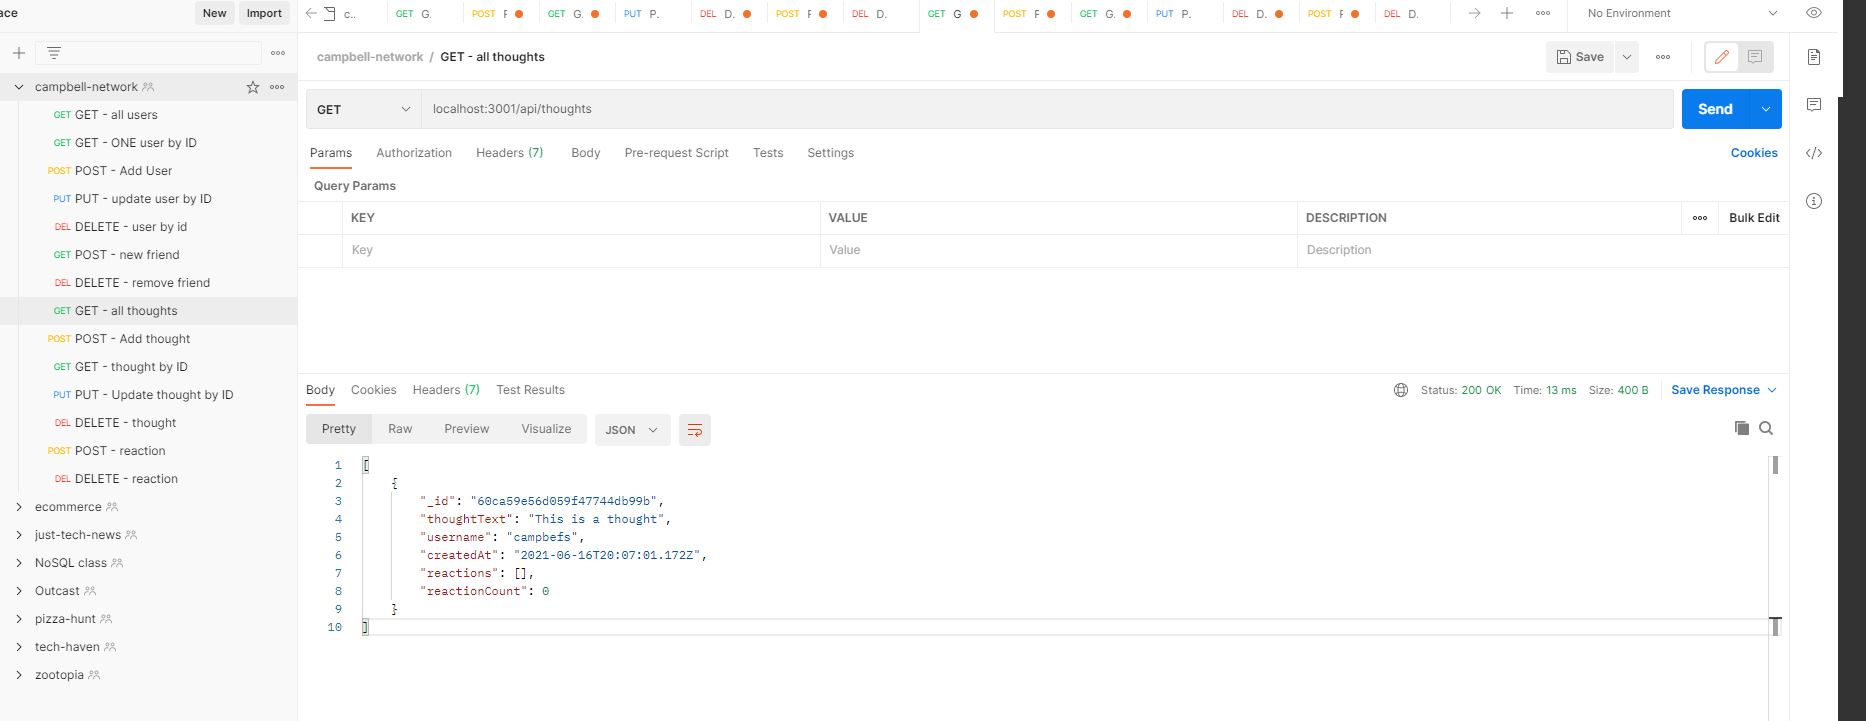 ace
New Import
c..
GET G.
POST F
GET G.
PUT P.
DEL D.
POST F
DEL D.
GET G
POST F
GET G.
PUT P.
DEL D.
POST F
DEL D.
No Environment
campbell-network
GET GET - all users
GET GET - ONE user by ID
POST POST - Add User
PUT PUT - update user by ID
DEL DELETE - user by id
GET POST - new friend
DEL DELETE - remove friend
GET GET - all thoughts
POST POST - Add thought
GET GET - thought by ID
PUT PUT - Update thought by ID
DEL DELETE - thought
POST POST - reaction
DEL DELETE - reaction
ecommerce
just-tech-news
NoSQL class
Outcast
pizza-hunt
tech-haven
zootopia
campbell-network / GET - all thoughts
Save
GET localhost:3001/api/thoughts Send
Params Authorization Headers (7) Body Pre-request Script Tests Settings Cookies
Query Params
KEY VALUE DESCRIPTION Bulk Edit
Key Value Description
Body Cookies Headers (7) Test Results Status: 200 OK Time: 13 ms Size: 400 B Save Response
Pretty Raw Preview Visualize JSON
1 [
2 {
3 "_id": "60ca59e56d059f47744db99b",
4 "thoughtText": "This is a thought",
5 "username": "campbefs",
6 "createdAt": "2021-06-16T20:07:01.172Z",
7 "reactions": [],
8 "reactionCount": 0
9 }
10 ]